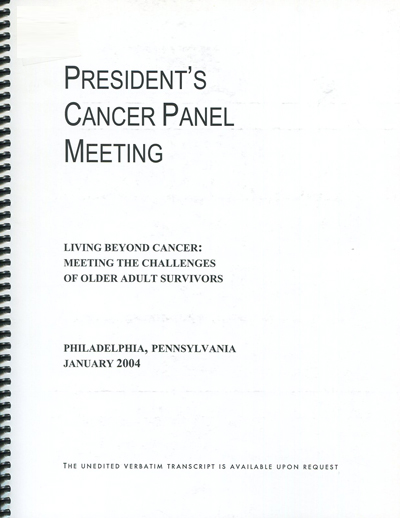 PRESIDENT'S
CANCER PANEL
MEETING
LIVING BEYOND CANCER:
MEETING THE CHALLENGES
OF OLDER ADULT SURVIVORS
PHILADELPHIA, PENNSYLVANIA
JANUARY 2004
THE UNEDITED VERBATIM TRANSCRIPT IS AVAILABLE UPON REQUEST